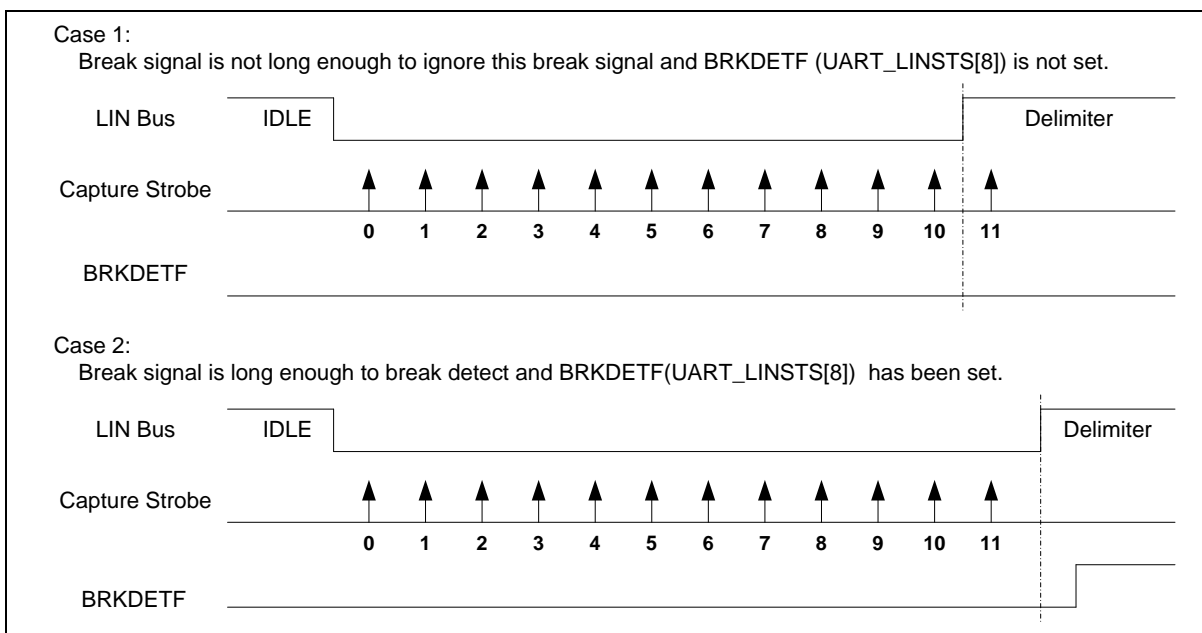 Case 1:
Break signal is not long enough to ignore this break signal and BRKDETF (UART_LINSTS[8]) is not set.
LIN Bus IDLE Delimiter
Capture Strobe
0 1 2 3 4 5 6 7 8 9 10 11
BRKDETF
Case 2:
Break signal is long enough to break detect and BRKDETF(UART_LINSTS[8]) has been set.
LIN Bus IDLE Delimiter
Capture Strobe
0 1 2 3 4 5 6 7 8 9 10 11
BRKDETF